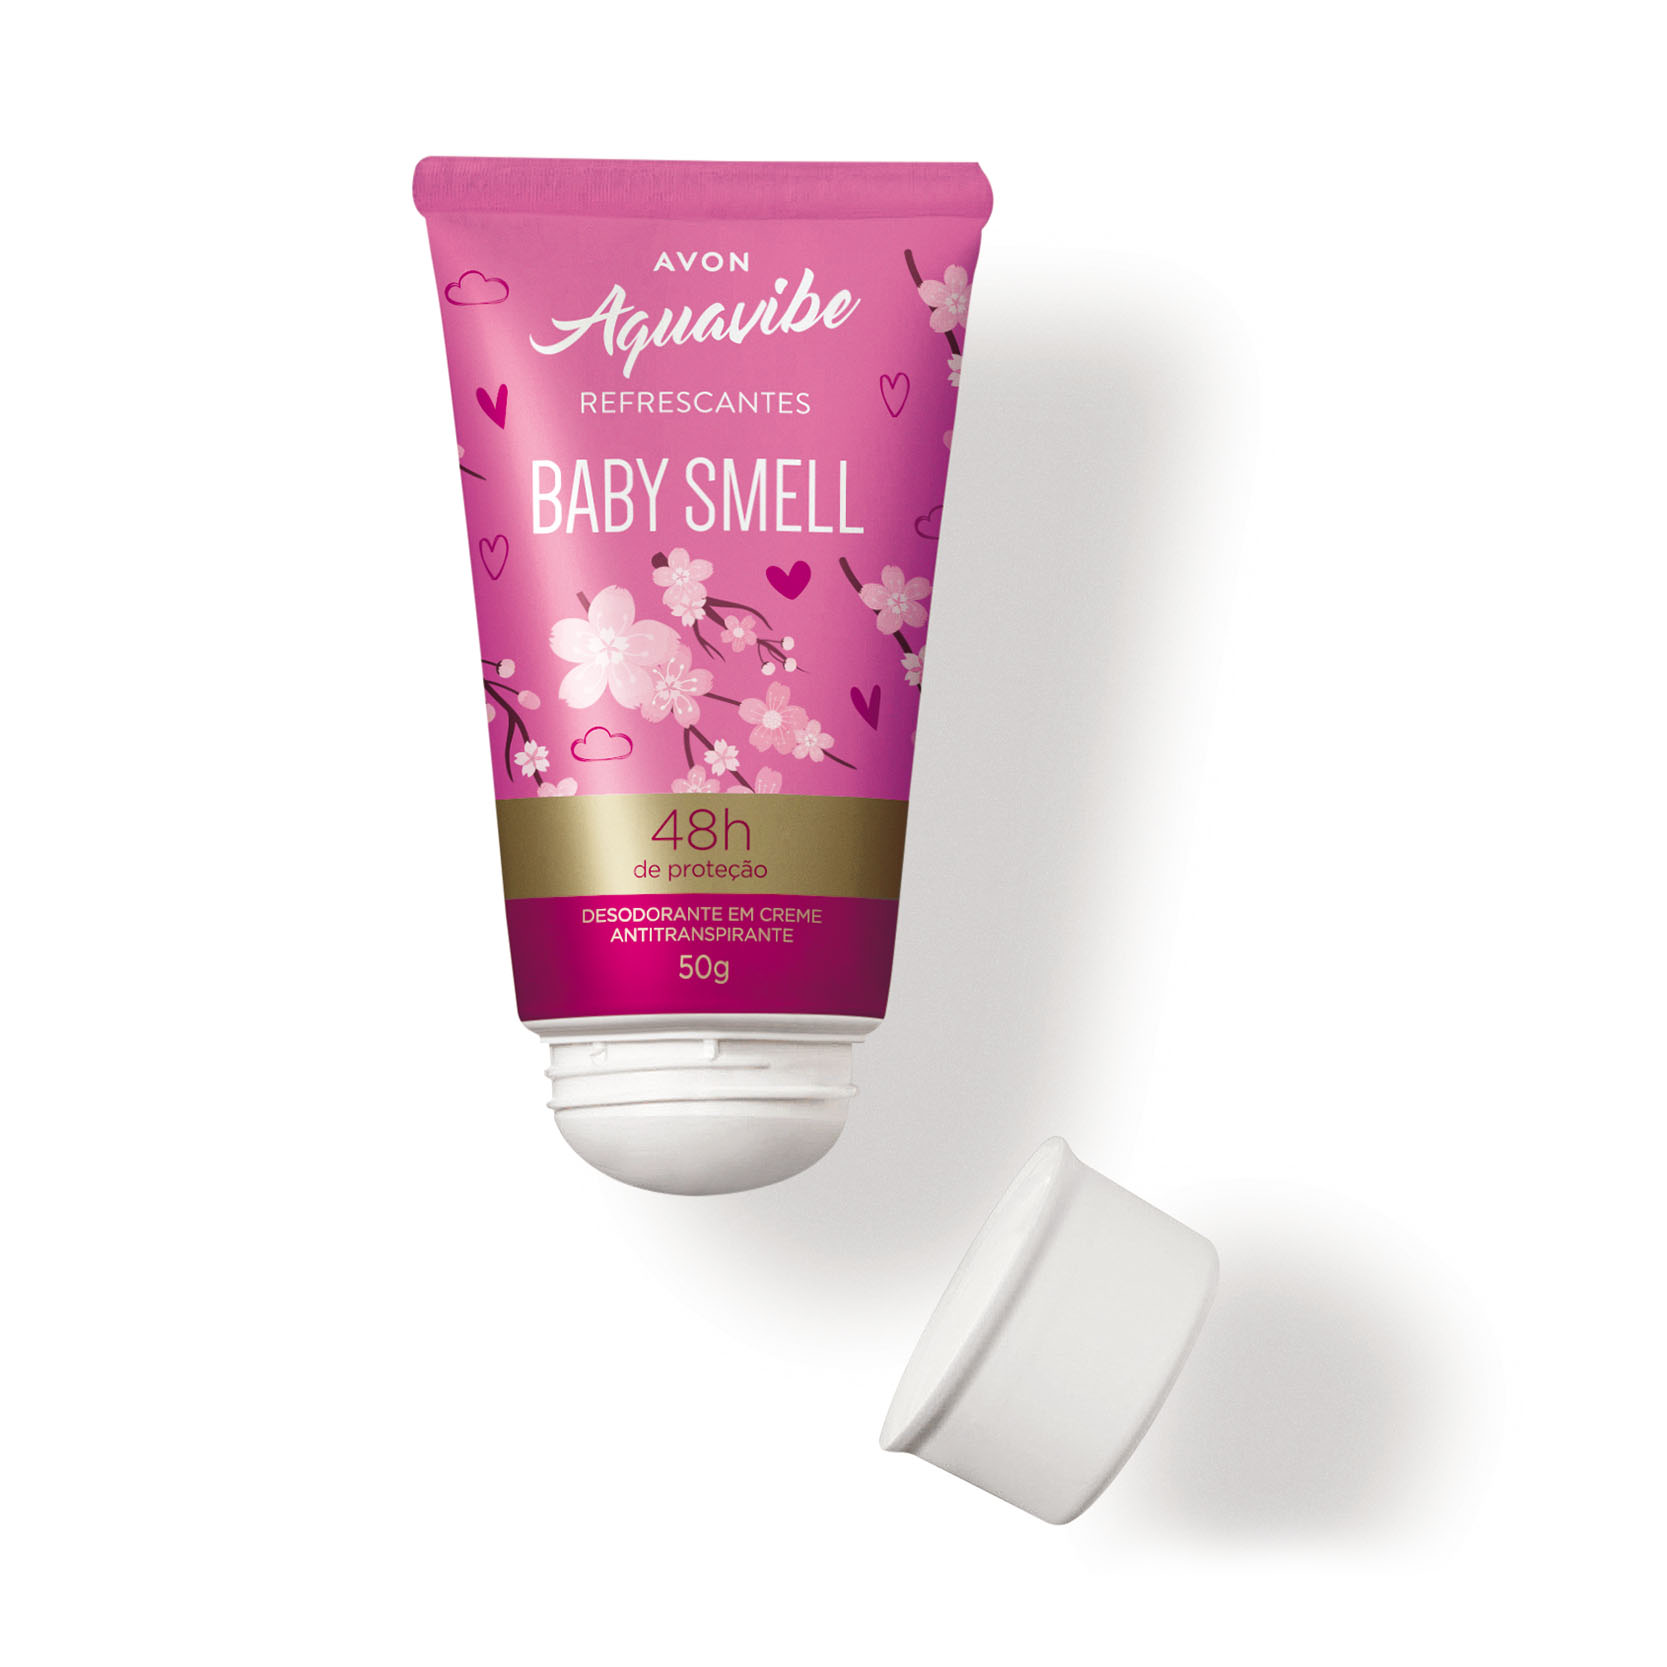 AVON
Aquavibe
REFRESCANTES
BABY SMELL
48h
de proteção
DESODORANTE EM CREME
ANTITRANSPIRANTE
50g